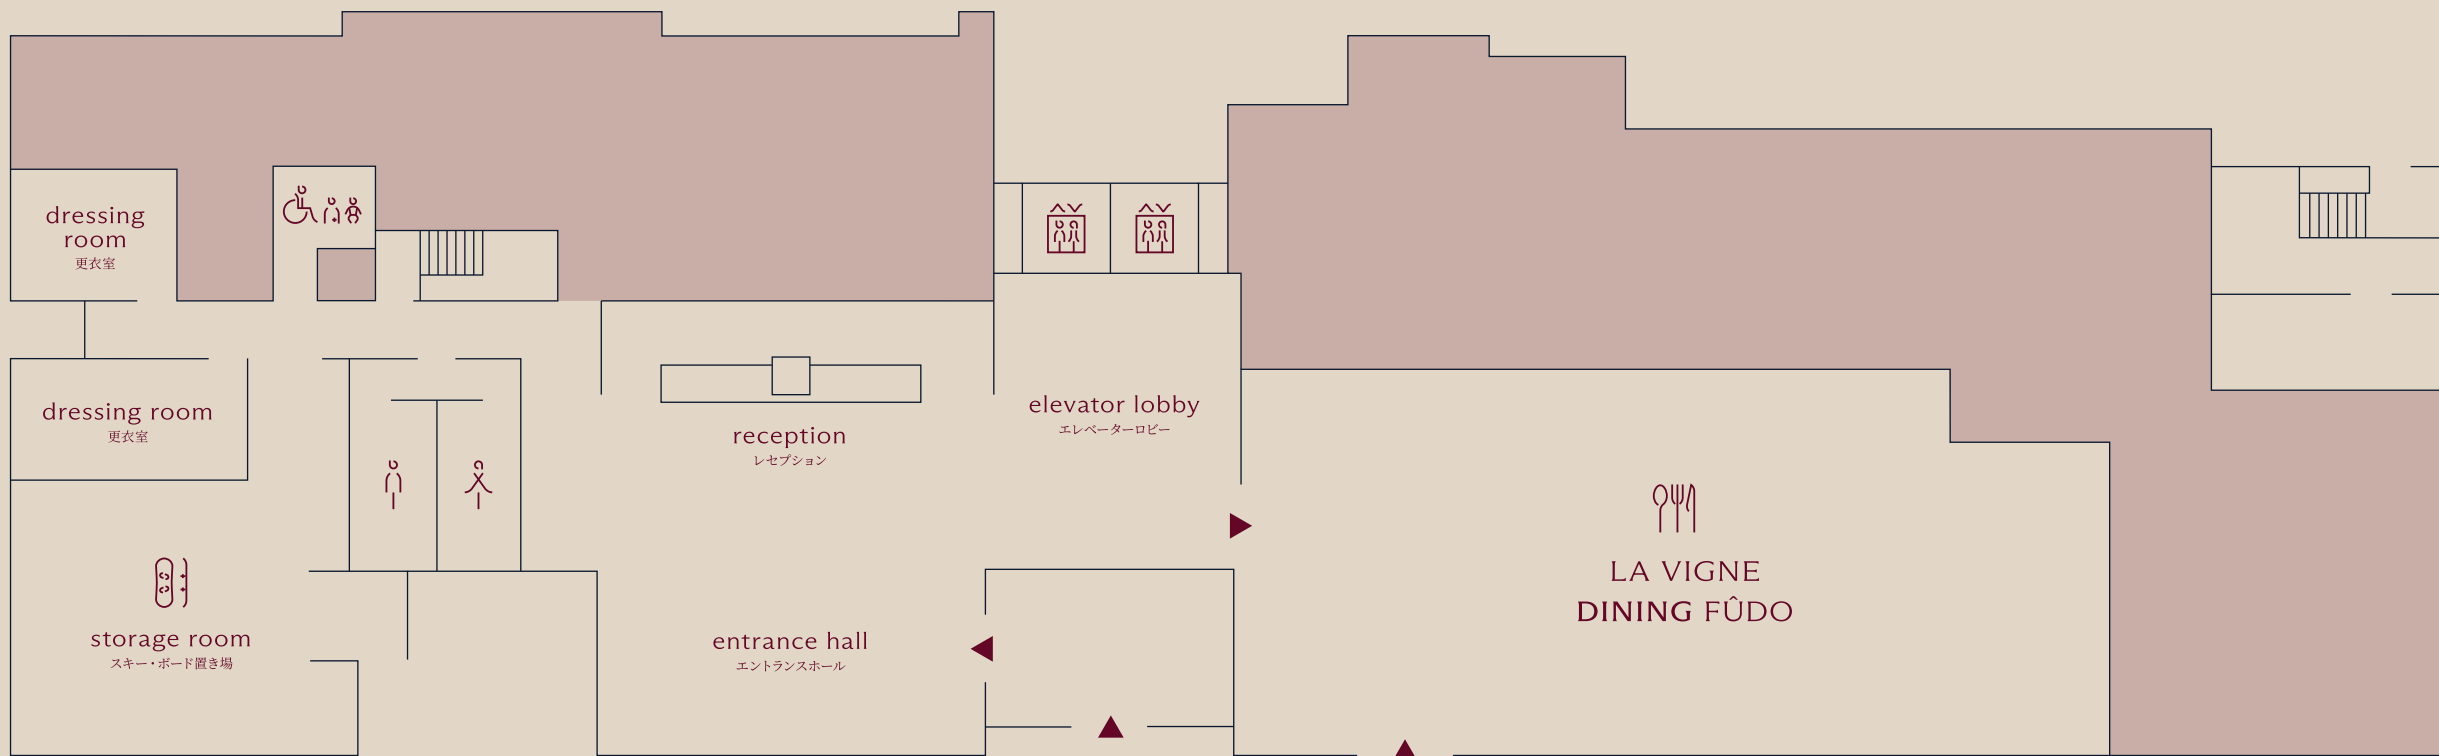 dressing
room
更衣室
dressing room
更衣室
storage room
スキー・ボード置き場
reception
レセプション
entrance hall
エントランスホール
elevator lobby
エレベーターロビー
LA VIGNE
DINING FÛDO